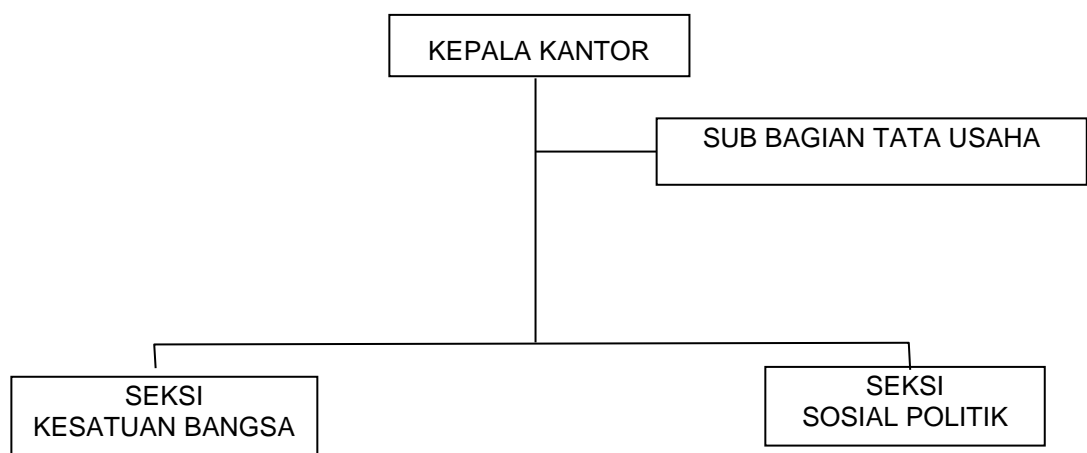 KEPALA KANTOR
SUB BAGIAN TATA USAHA
SEKSI
KESATUAN BANGSA
SEKSI
SOSIAL POLITIK